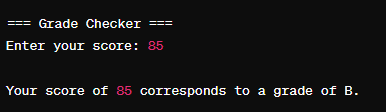 === Grade Checker ===
Enter your score: 85
Your score of 85 corresponds to a grade of B.